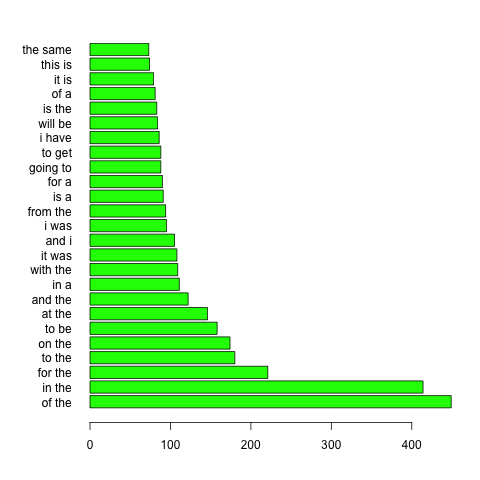 the same
this is
it is
of a
is the
will be
i have
to get
going to
for a
is a
from the
i was
and i
it was
with the
in a
and the
at the
to be
on the
to the
for the
in the
of the
0 100 200 300 400